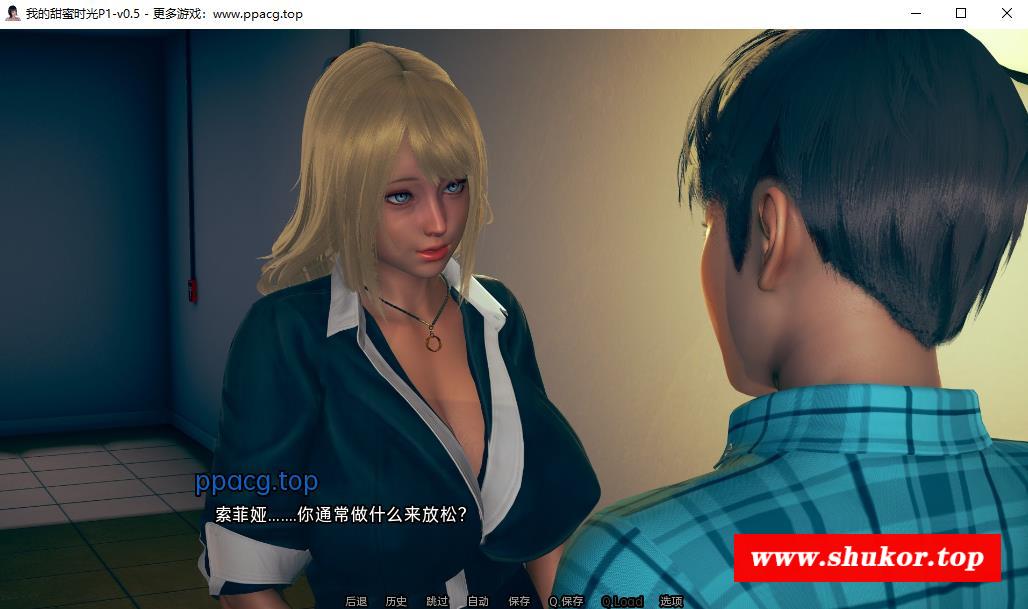 我的甜蜜时光P1-v0.5 - 更多游戏：www.ppacg.top
ppacg.top
索菲娅.......你通常做什么来放松？
www.shukor.top
后退 历史 跳过 自动 保存 Q.保存 Q.Load 选项